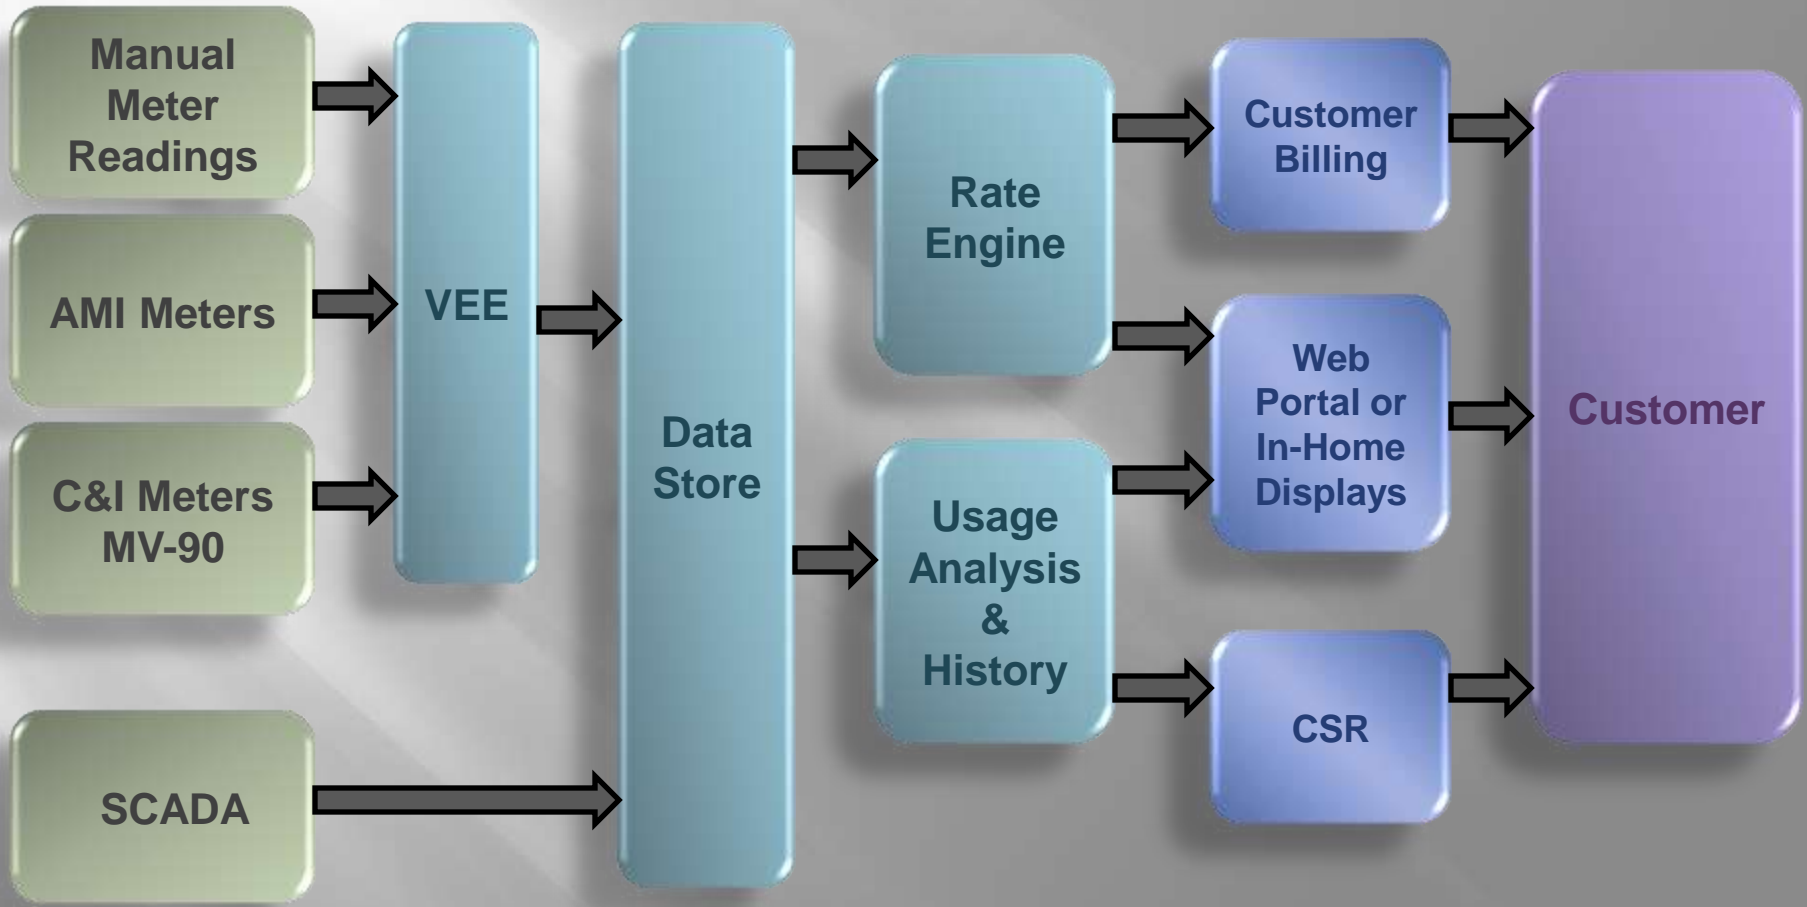 Manual
Meter
Readings
AMI Meters
C&I Meters
MV-90
SCADA
VEE
Data
Store
Rate
Engine
Usage
Analysis
&
History
Customer
Billing
Web
Portal or
In-Home
Displays
CSR
Customer